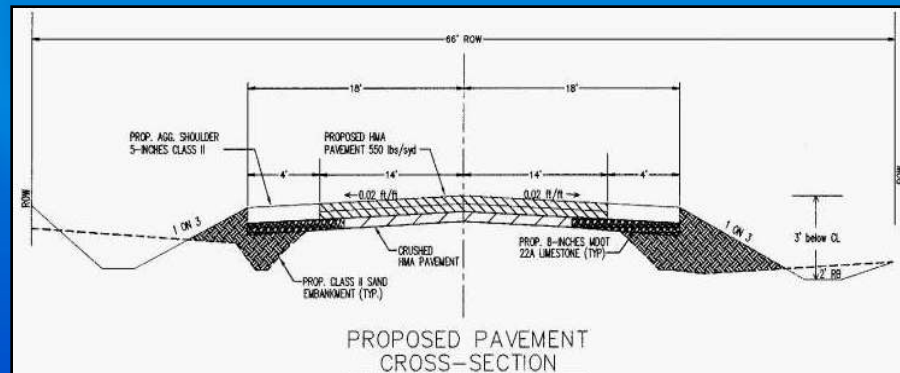 66' ROW
18'
18'
PROP. AGG. SHOULDER
5-INCHES CLASS II
PROPOSED HMA
PAVEMENT 550 lbs/syd
4'
14'
14'
4'
0.02 ft/ft
0.02 ft/ft
ROW
ROW
1 ON 3
1 ON 3
3' below CL
2' RB
CRUSHED
HMA PAVEMENT
PROP. 8-INCHES MDOT
22A LIMESTONE (TYP)
PROP. CLASS II SAND
EMBANKMENT (TYP.)
PROPOSED PAVEMENT
CROSS-SECTION